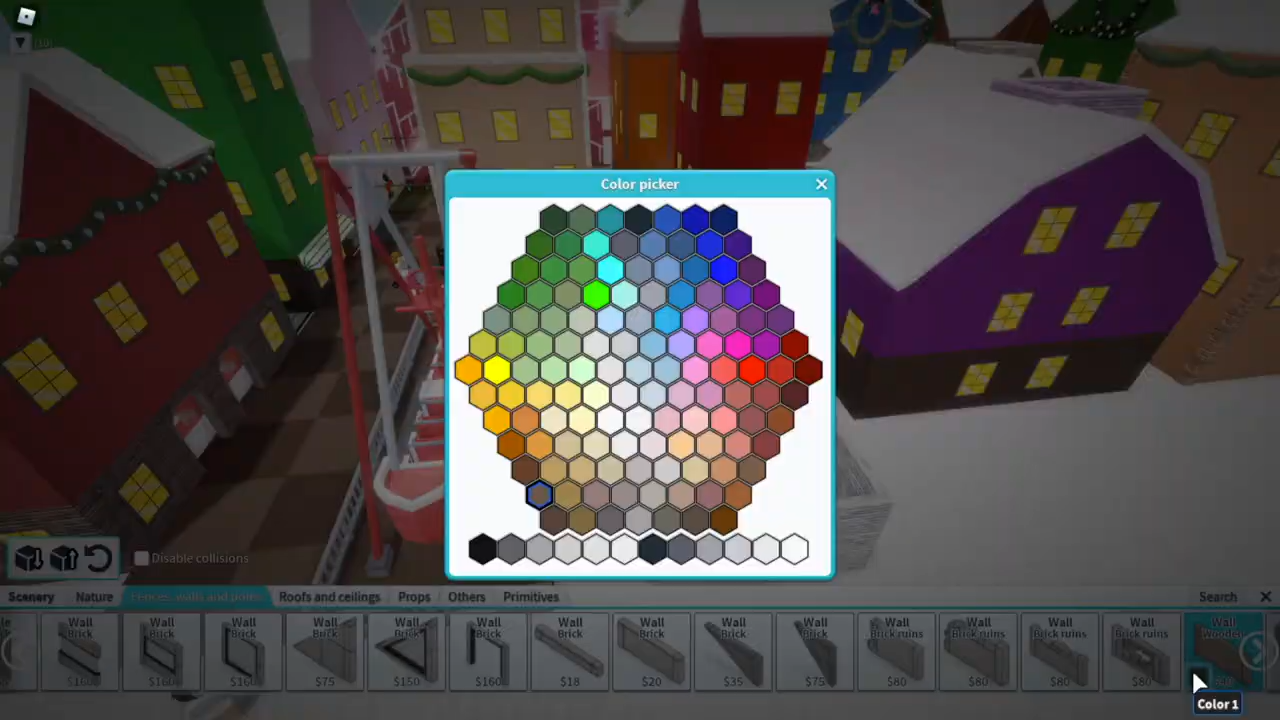 Color picker
Disable collisions
Scenery Nature Fences, walls and poles Roofs and ceilings Props Others Primitives Search
Wall Brick $160
Wall Brick $160
Wall Brick $160
Wall Brick $75
Wall Brick $150
Wall Brick $160
Wall Brick $18
Wall Brick $20
Wall Brick $35
Wall Brick $75
Wall Brick ruins $80
Wall Brick ruins $80
Wall Brick ruins $80
Wall Brick ruins $80
Wall Wooden
Color 1